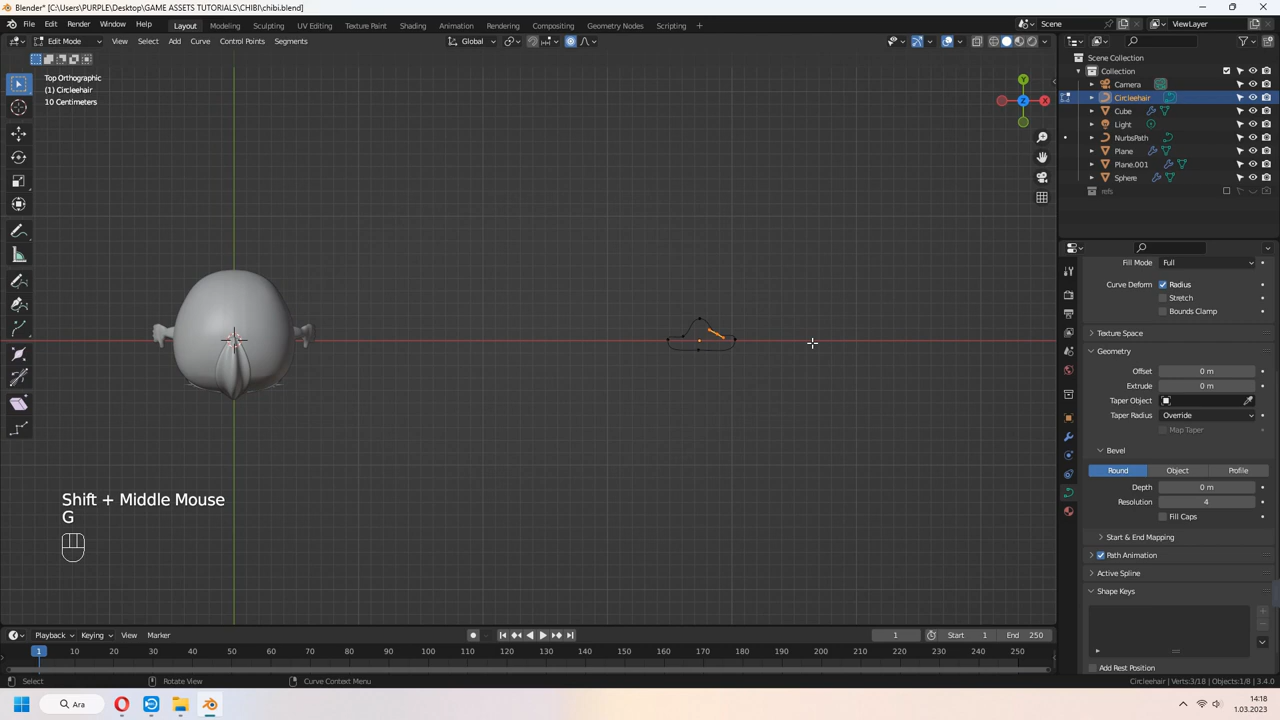 Blender* [C:\Users\PURPLE\Desktop\GAME ASSETS TUTORIALS\CHIBI\chibi.blend]
File Edit Render Window Help Layout Modeling Sculpting UV Editing Texture Paint Shading Animation Rendering Compositing Geometry Nodes Scripting + Scene ViewLayer
Edit Mode View Select Add Curve Control Points Segments Global
Top Orthographic
(1) Circleehair
10 Centimeters
Y
Z
X
Scene Collection
Collection
Camera
Circleehair
Cube
Light
NurbsPath
Plane
Plane.001
Sphere
refs
Fill Mode Full
Curve Deform Radius
Stretch
Bounds Clamp
Texture Space
Geometry
Offset 0 m
Extrude 0 m
Taper Object
Taper Radius Override
Map Taper
Bevel
Round Object Profile
Depth 0 m
Resolution 4
Fill Caps
Start & End Mapping
Path Animation
Active Spline
Shape Keys
Add Rest Position
Shift + Middle Mouse
G
Playback Keying View Marker 1 Start 1 End 250
1 10 20 30 40 50 60 70 80 90 100 110 120 130 140 150 160 170 180 190 200 210 220 230 240 250
Select Rotate View Curve Context Menu Circleehair | Verts:3/18 | Objects:1/8 | 3.4.0
Ara
14:18
1.03.2023